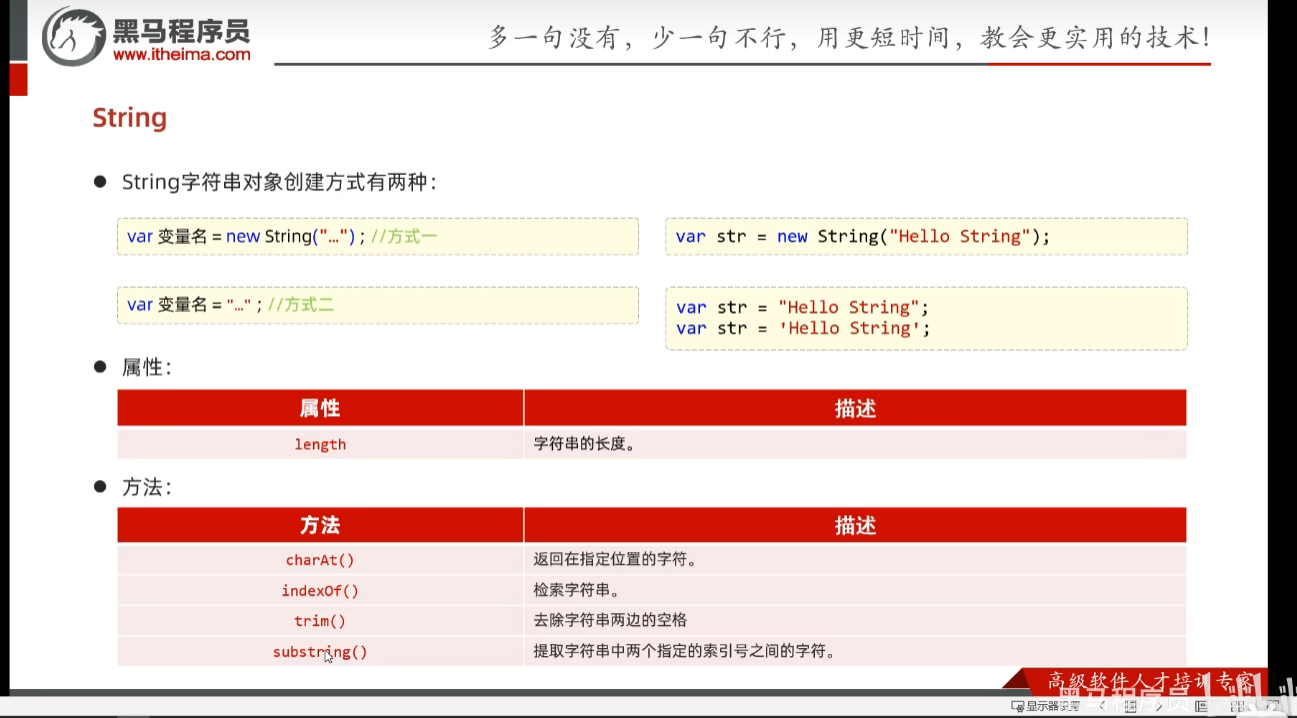 黑马程序员
www.itheima.com
多一句没有，少一句不行，用更短时间，教会更实用的技术！
String
● String字符串对象创建方式有两种：
var 变量名 = new String("…") ; //方式一
var str = new String("Hello String");
var 变量名 = "…" ; //方式二
var str = "Hello String";
var str = 'Hello String';
● 属性：
属性 描述
length 字符串的长度。
● 方法：
方法 描述
charAt() 返回在指定位置的字符。
indexOf() 检索字符串。
trim() 去除字符串两边的空格
substring() 提取字符串中两个指定的索引号之间的字符。
高级软件人才培训专家
黑马程序员
显示器设置